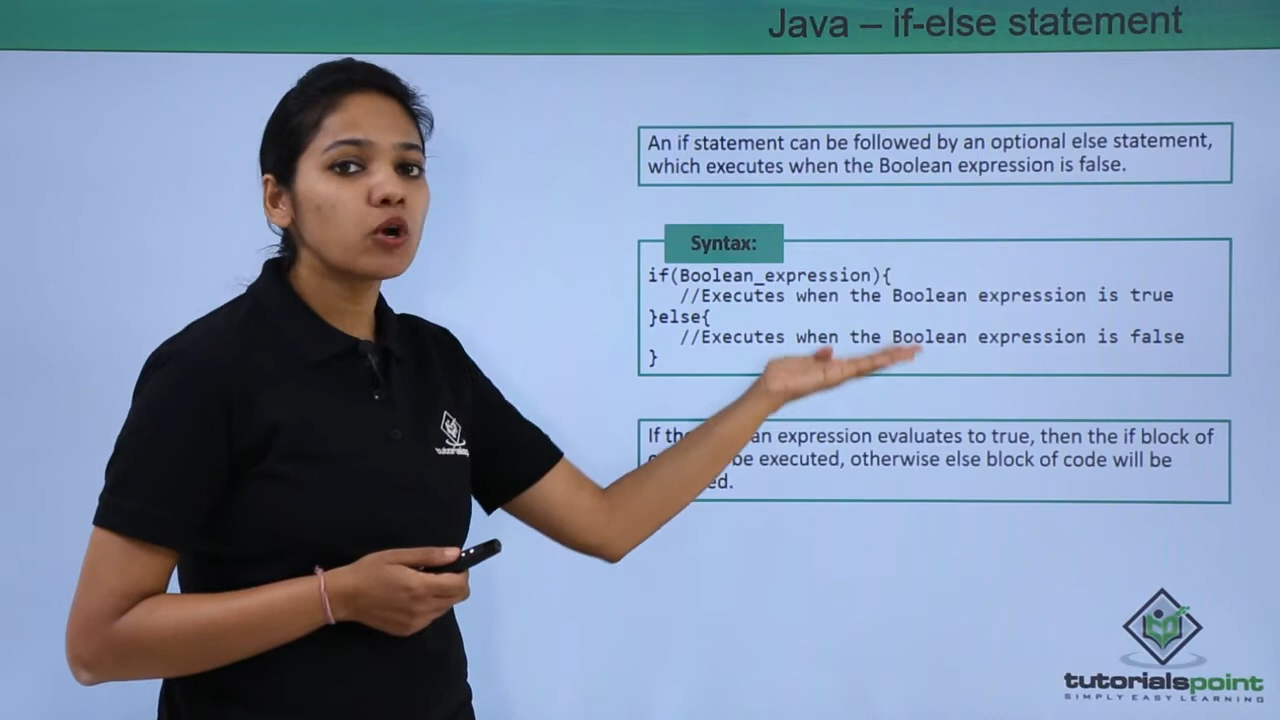 Java – if-else statement
An if statement can be followed by an optional else statement,
which executes when the Boolean expression is false.
Syntax:
if(Boolean_expression){
//Executes when the Boolean expression is true
}else{
//Executes when the Boolean expression is false
}
If the an expression evaluates to true, then the if block of
be executed, otherwise else block of code will be
ed.
tutorialspoint
SIMPLY EASY LEARNING